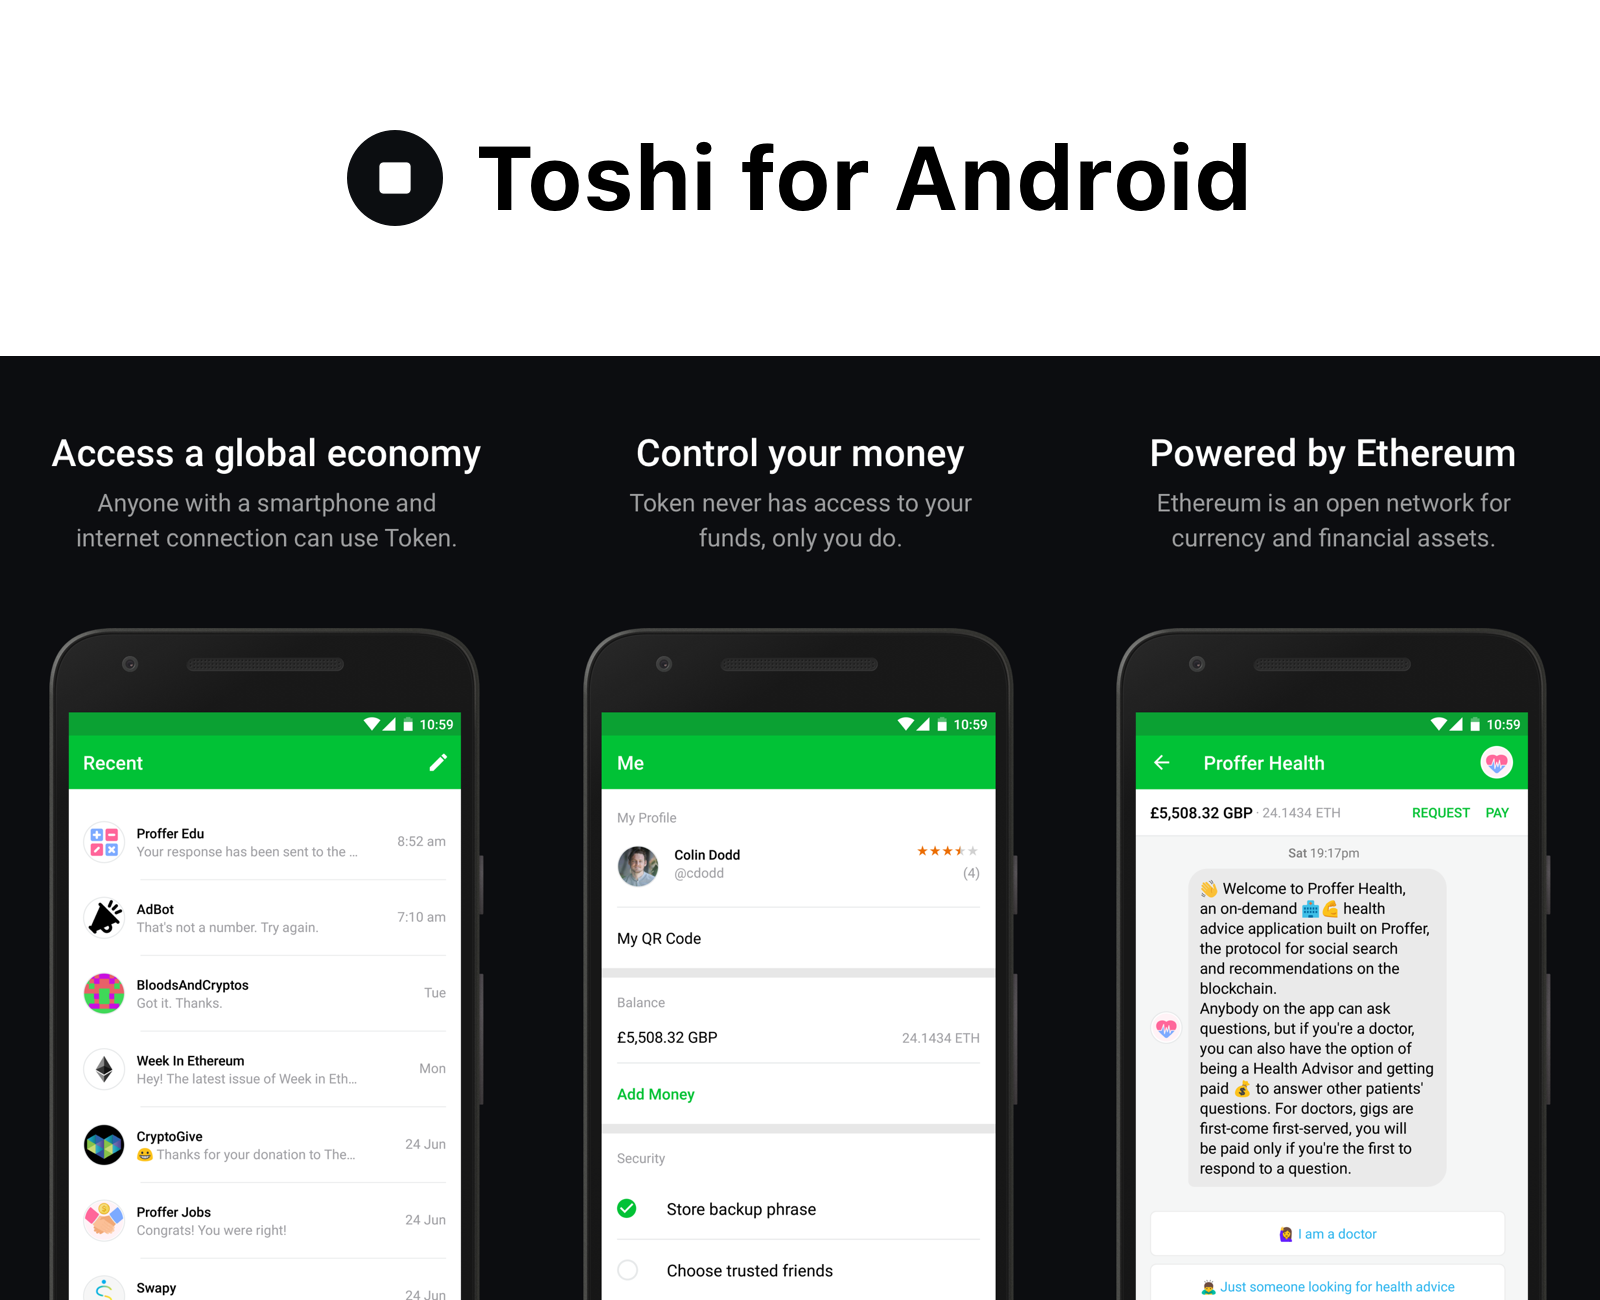 Toshi for Android
Access a global economy
Anyone with a smartphone and
internet connection can use Token.
Control your money
Token never has access to your
funds, only you do.
Powered by Ethereum
Ethereum is an open network for
currency and financial assets.
10:59
Recent
Proffer Edu
Your response has been sent to the ...
8:52 am
AdBot
That's not a number. Try again.
7:10 am
BloodsAndCryptos
Got it. Thanks.
Tue
Week In Ethereum
Hey! The latest issue of Week in Eth...
Mon
CryptoGive
😄 Thanks for your donation to The...
24 Jun
Proffer Jobs
Congrats! You were right!
24 Jun
Swapy
24 Jun
10:59
Me
My Profile
Colin Dodd
@cdodd
(4)
My QR Code
Balance
£5,508.32 GBP
24.1434 ETH
Add Money
Security
Store backup phrase
Choose trusted friends
10:59
Proffer Health
£5,508.32 GBP · 24.1434 ETH
REQUEST PAY
Sat 19:17pm
👋 Welcome to Proffer Health,
an on-demand 🏥💪 health
advice application built on Proffer,
the protocol for social search
and recommendations on the
blockchain.
Anybody on the app can ask
questions, but if you're a doctor,
you can also have the option of
being a Health Advisor and getting
paid 💰 to answer other patients'
questions. For doctors, gigs are
first-come first-served, you will
be paid only if you're the first to
respond to a question.
🙋‍♀️ I am a doctor
🙇 Just someone looking for health advice